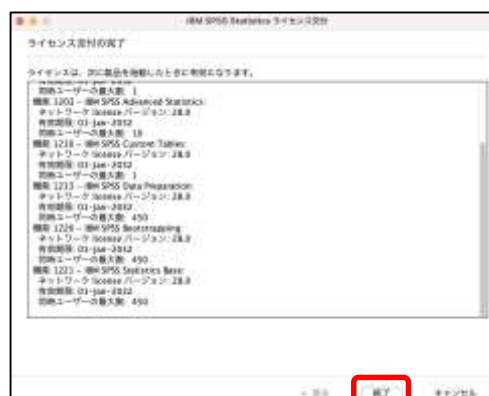 IBM SPSS Statistics ライセンス交付
ライセンス交付の完了
ライセンスは、次に製品を起動したときに有効になります。
有効期限: 01-jan-2032
同時ユーザーの最大数: 1
機能 1202 - IBM SPSS Advanced Statistics:
ネットワーク license バージョン: 28.0
有効期限: 01-jan-2032
同時ユーザーの最大数: 10
機能 1210 - IBM SPSS Custom Tables:
ネットワーク license バージョン: 28.0
有効期限: 01-jan-2032
同時ユーザーの最大数: 1
機能 1213 - IBM SPSS Data Preparation:
ネットワーク license バージョン: 28.0
有効期限: 01-jan-2032
同時ユーザーの最大数: 450
機能 1226 - IBM SPSS Bootstrapping:
ネットワーク license バージョン: 28.0
有効期限: 01-jan-2032
同時ユーザーの最大数: 450
機能 1221 - IBM SPSS Statistics Base:
ネットワーク license バージョン: 28.0
有効期限: 01-jan-2032
同時ユーザーの最大数: 450
< 戻る 終了 キャンセル